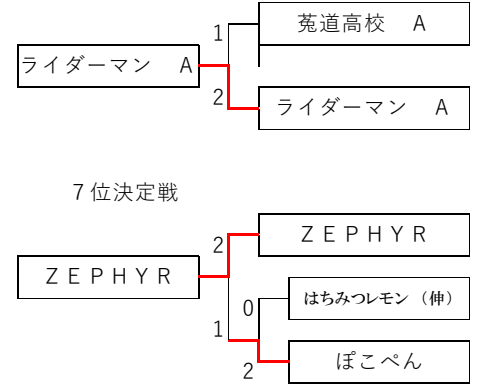 1
菟道高校　A
ライダーマン　A
2
ライダーマン　A
７位決定戦
2
ＺＥＰＨＹＲ
ＺＥＰＨＹＲ
0
はちみつレモン（伸）
1
2
ぽこぺん